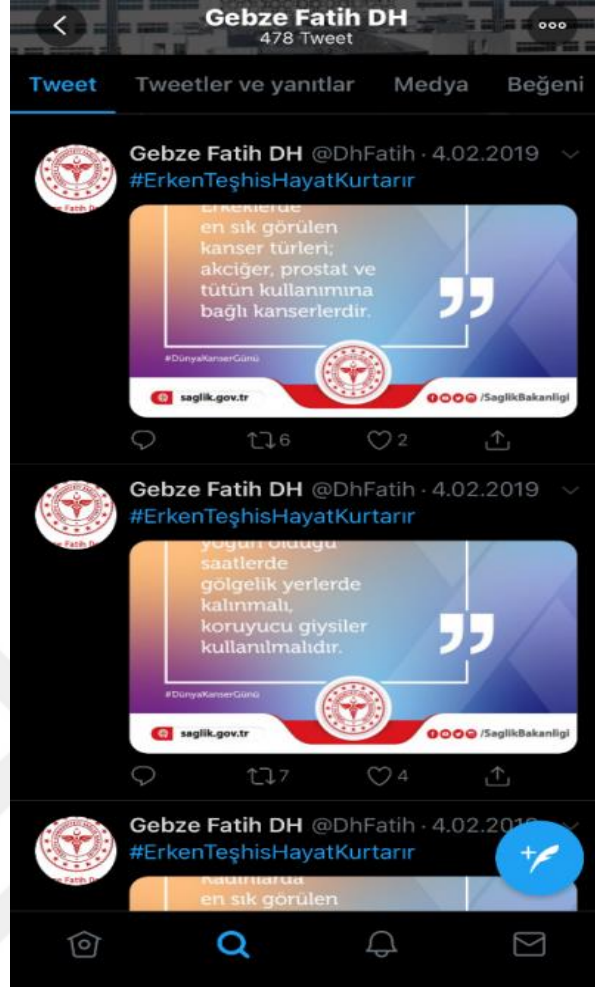 Gebze Fatih DH
478 Tweet
Tweet Tweetler ve yanıtlar Medya Beğeni
Gebze Fatih DH @DhFatih · 4.02.2019
#ErkenTeşhisHayatKurtarır
Erkeklerde
en sık görülen
kanser türleri;
akciğer, prostat ve
tütün kullanımına
bağlı kanserlerdir.
#DünyaKanserGünü
saglik.gov.tr /SaglikBakanligi
6 2
Gebze Fatih DH @DhFatih · 4.02.2019
#ErkenTeşhisHayatKurtarır
yoğun olduğu
saatlerde
gölgelik yerlerde
kalınmalı,
koruyucu giysiler
kullanılmalıdır.
#DünyaKanserGünü
saglik.gov.tr /SaglikBakanligi
7 4
Gebze Fatih DH @DhFatih · 4.02.2019
#ErkenTeşhisHayatKurtarır
Kadınlarda
en sık görülen